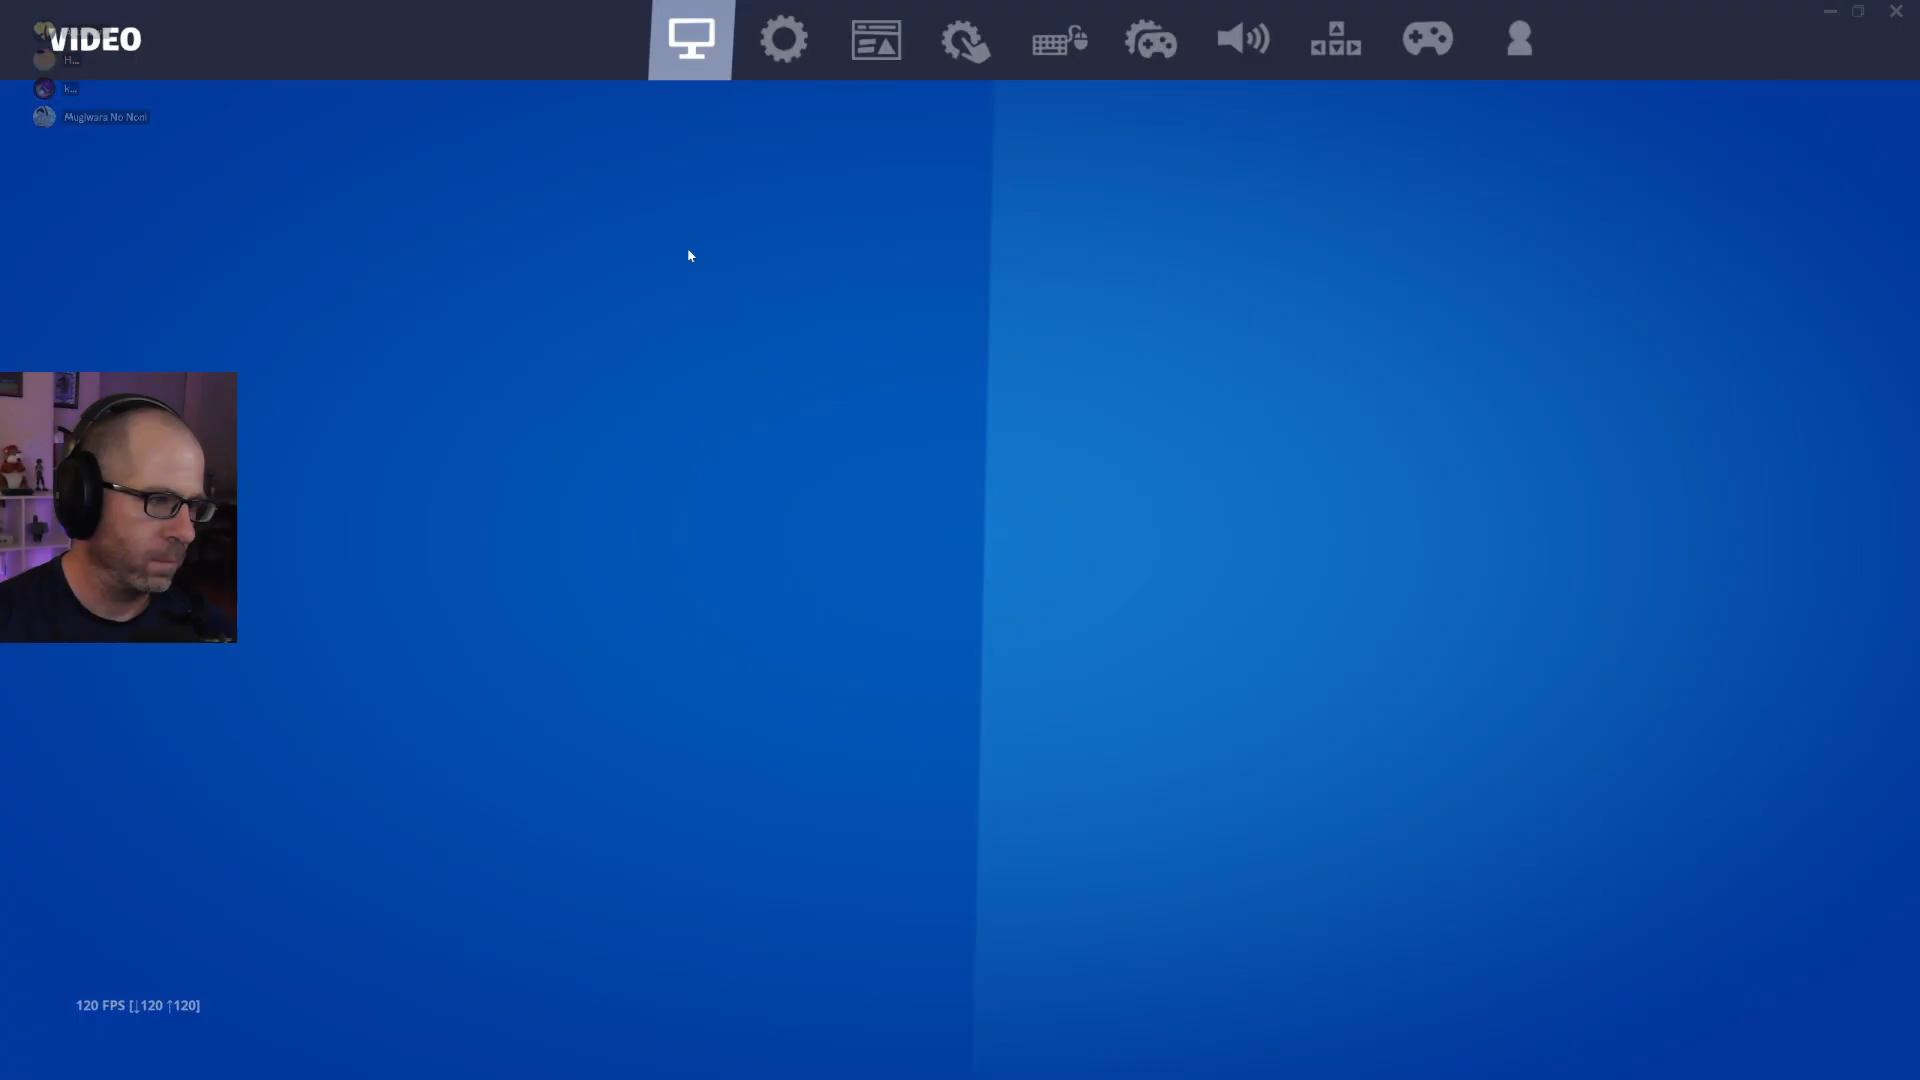 VIDEO
H...
k...
Mugiwara No Noni
120 FPS [↓120 ↑120]